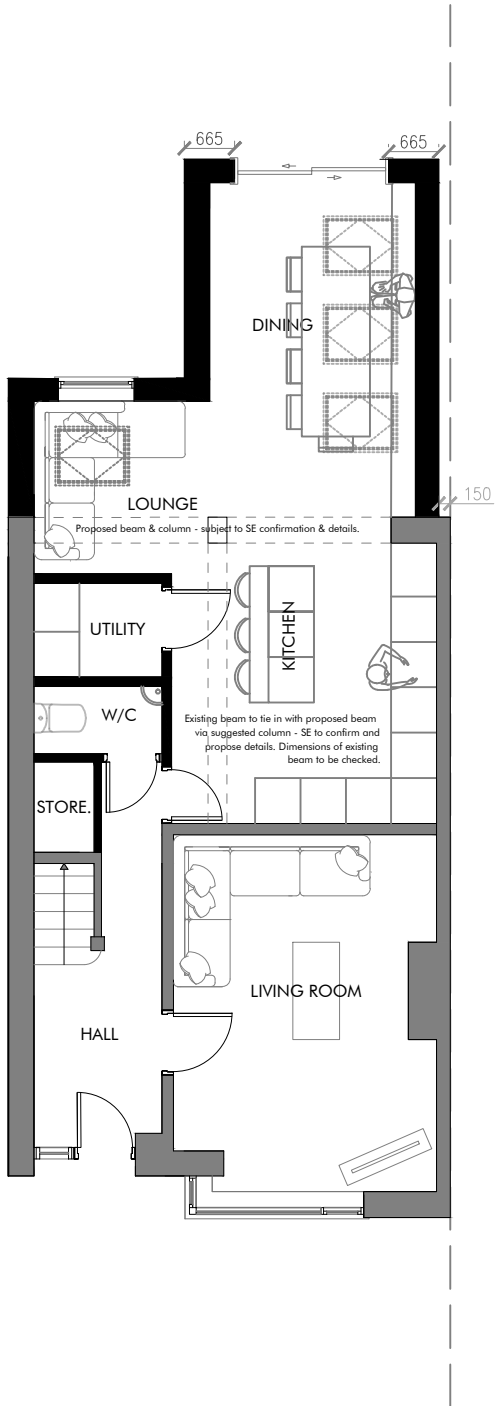 665
665
DINING
150
LOUNGE
Proposed beam & column - subject to SE confirmation & details.
UTILITY
KITCHEN
W/C
Existing beam to tie in with proposed beam
via suggested column - SE to confirm and
propose details. Dimensions of existing
beam to be checked.
STORE.
LIVING ROOM
HALL